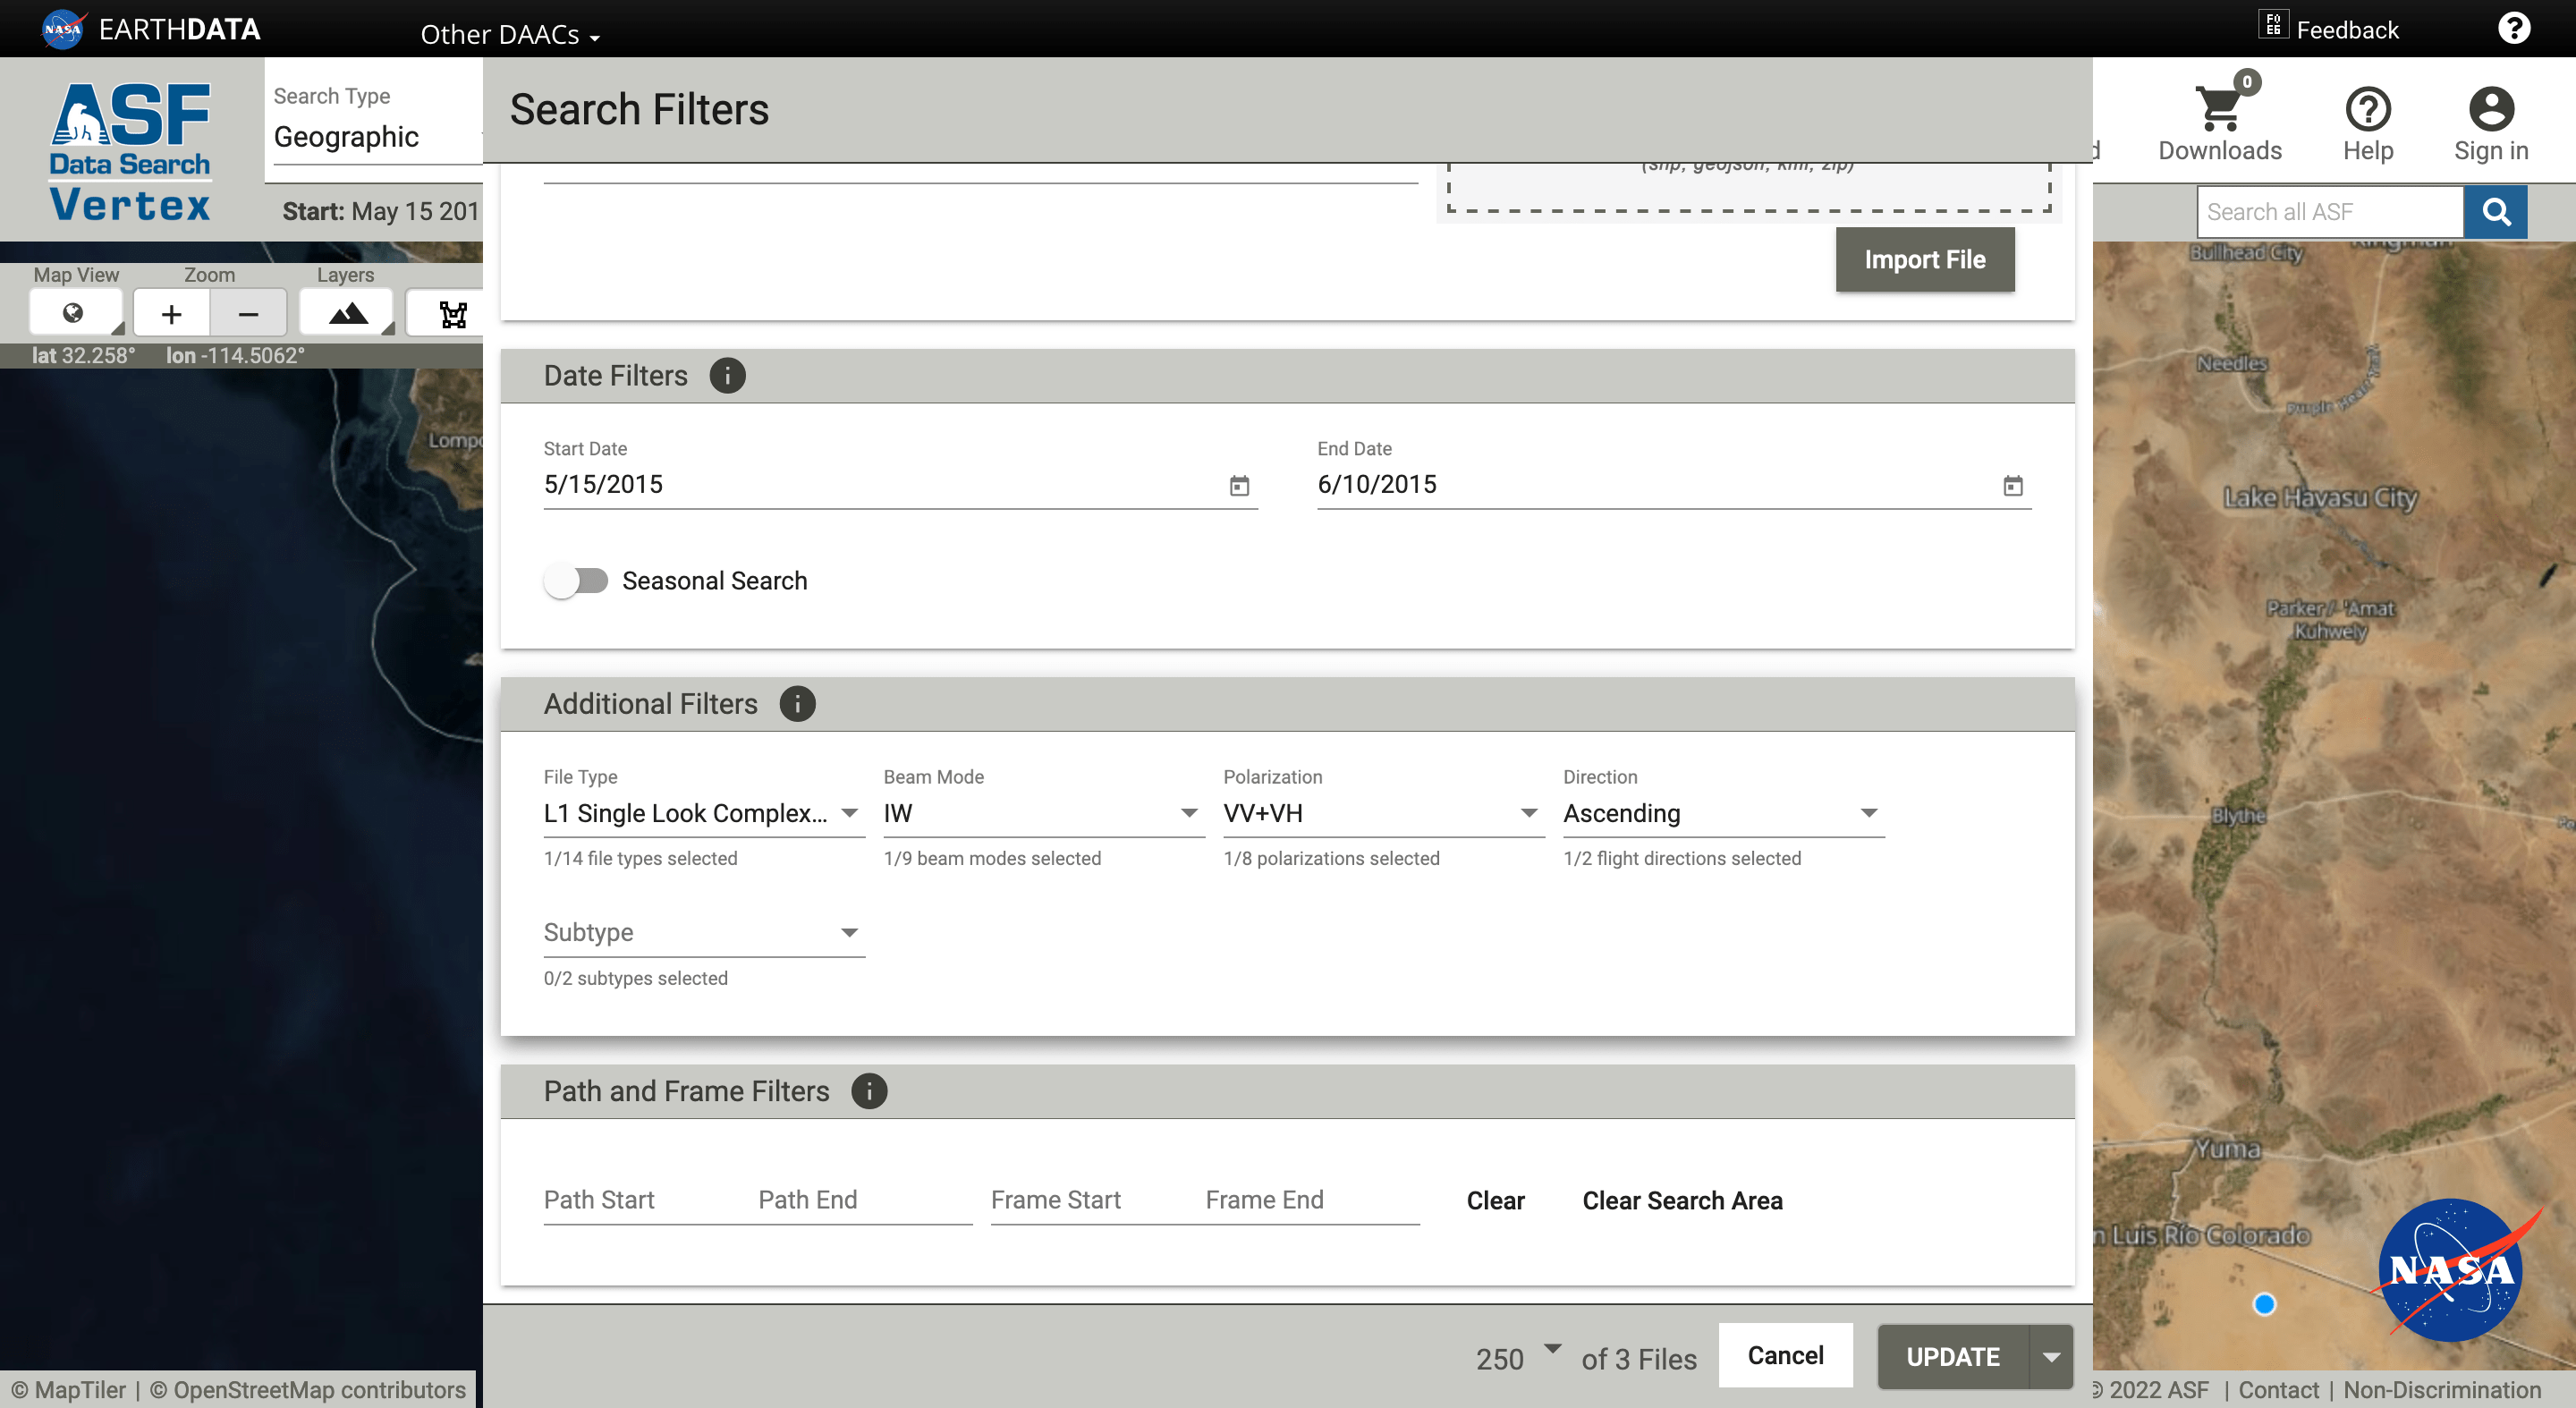 NASA EARTHDATA
Other DAACs
Feedback
ASF
Data Search
Vertex
Search Type
Geographic
Start: May 15 201
Search Filters
0
Downloads
Help
Sign in
Search all ASF
(shp, geojson, kml, zip)
Import File
Map View
Zoom
Layers
+
−
lat 32.258° lon -114.5062°
Date Filters
Start Date
5/15/2015
End Date
6/10/2015
Seasonal Search
Additional Filters
File Type
L1 Single Look Complex...
1/14 file types selected
Beam Mode
IW
1/9 beam modes selected
Polarization
VV+VH
1/8 polarizations selected
Direction
Ascending
1/2 flight directions selected
Subtype
0/2 subtypes selected
Path and Frame Filters
Path Start
Path End
Frame Start
Frame End
Clear
Clear Search Area
250
of 3 Files
Cancel
UPDATE
Lompo
Bullhead City
Kingman
Needles
Purple Heart Trail
Lake Havasu City
Parker / 'Amat
Kuhwely
Blythe
Yuma
n Luis Río Colorado
NASA
© MapTiler | © OpenStreetMap contributors
© 2022 ASF | Contact | Non-Discrimination